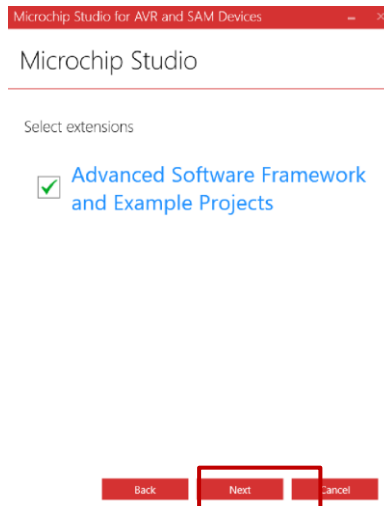 Microchip Studio for AVR and SAM Devices
Microchip Studio
Select extensions
Advanced Software Framework
and Example Projects
Back Next Cancel